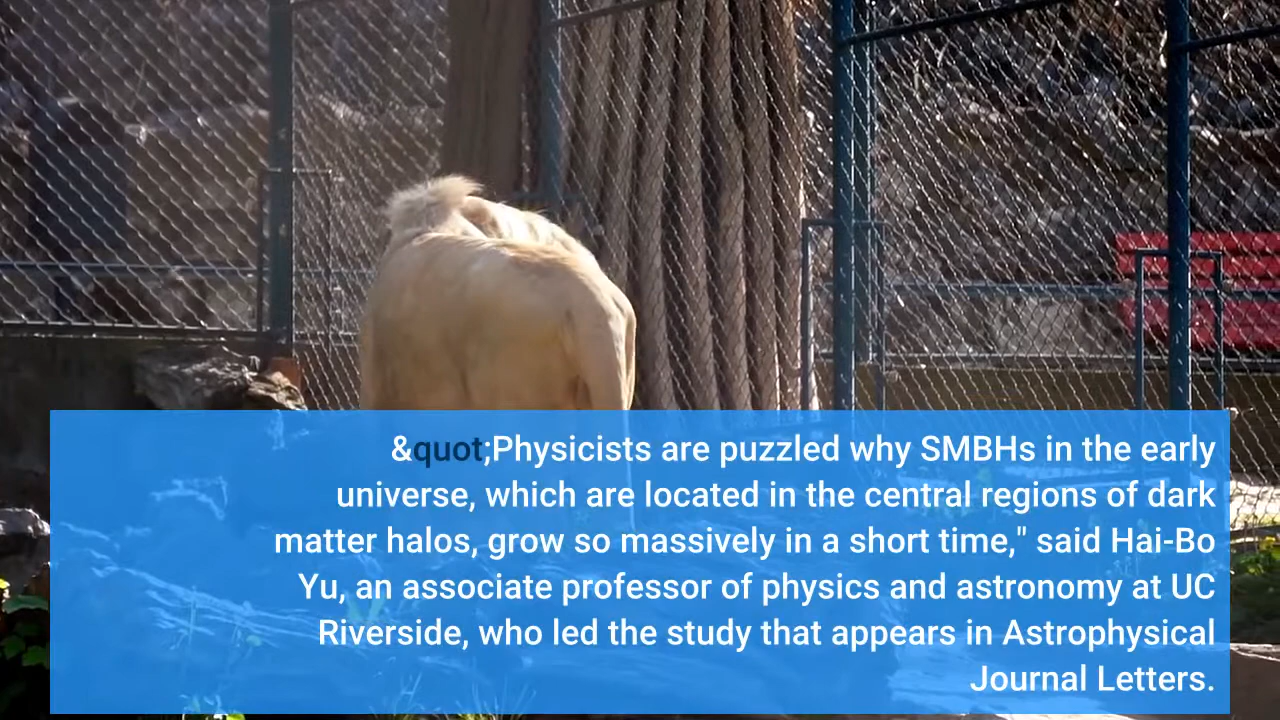 &quot;Physicists are puzzled why SMBHs in the early
universe, which are located in the central regions of dark
matter halos, grow so massively in a short time," said Hai-Bo
Yu, an associate professor of physics and astronomy at UC
Riverside, who led the study that appears in Astrophysical
Journal Letters.